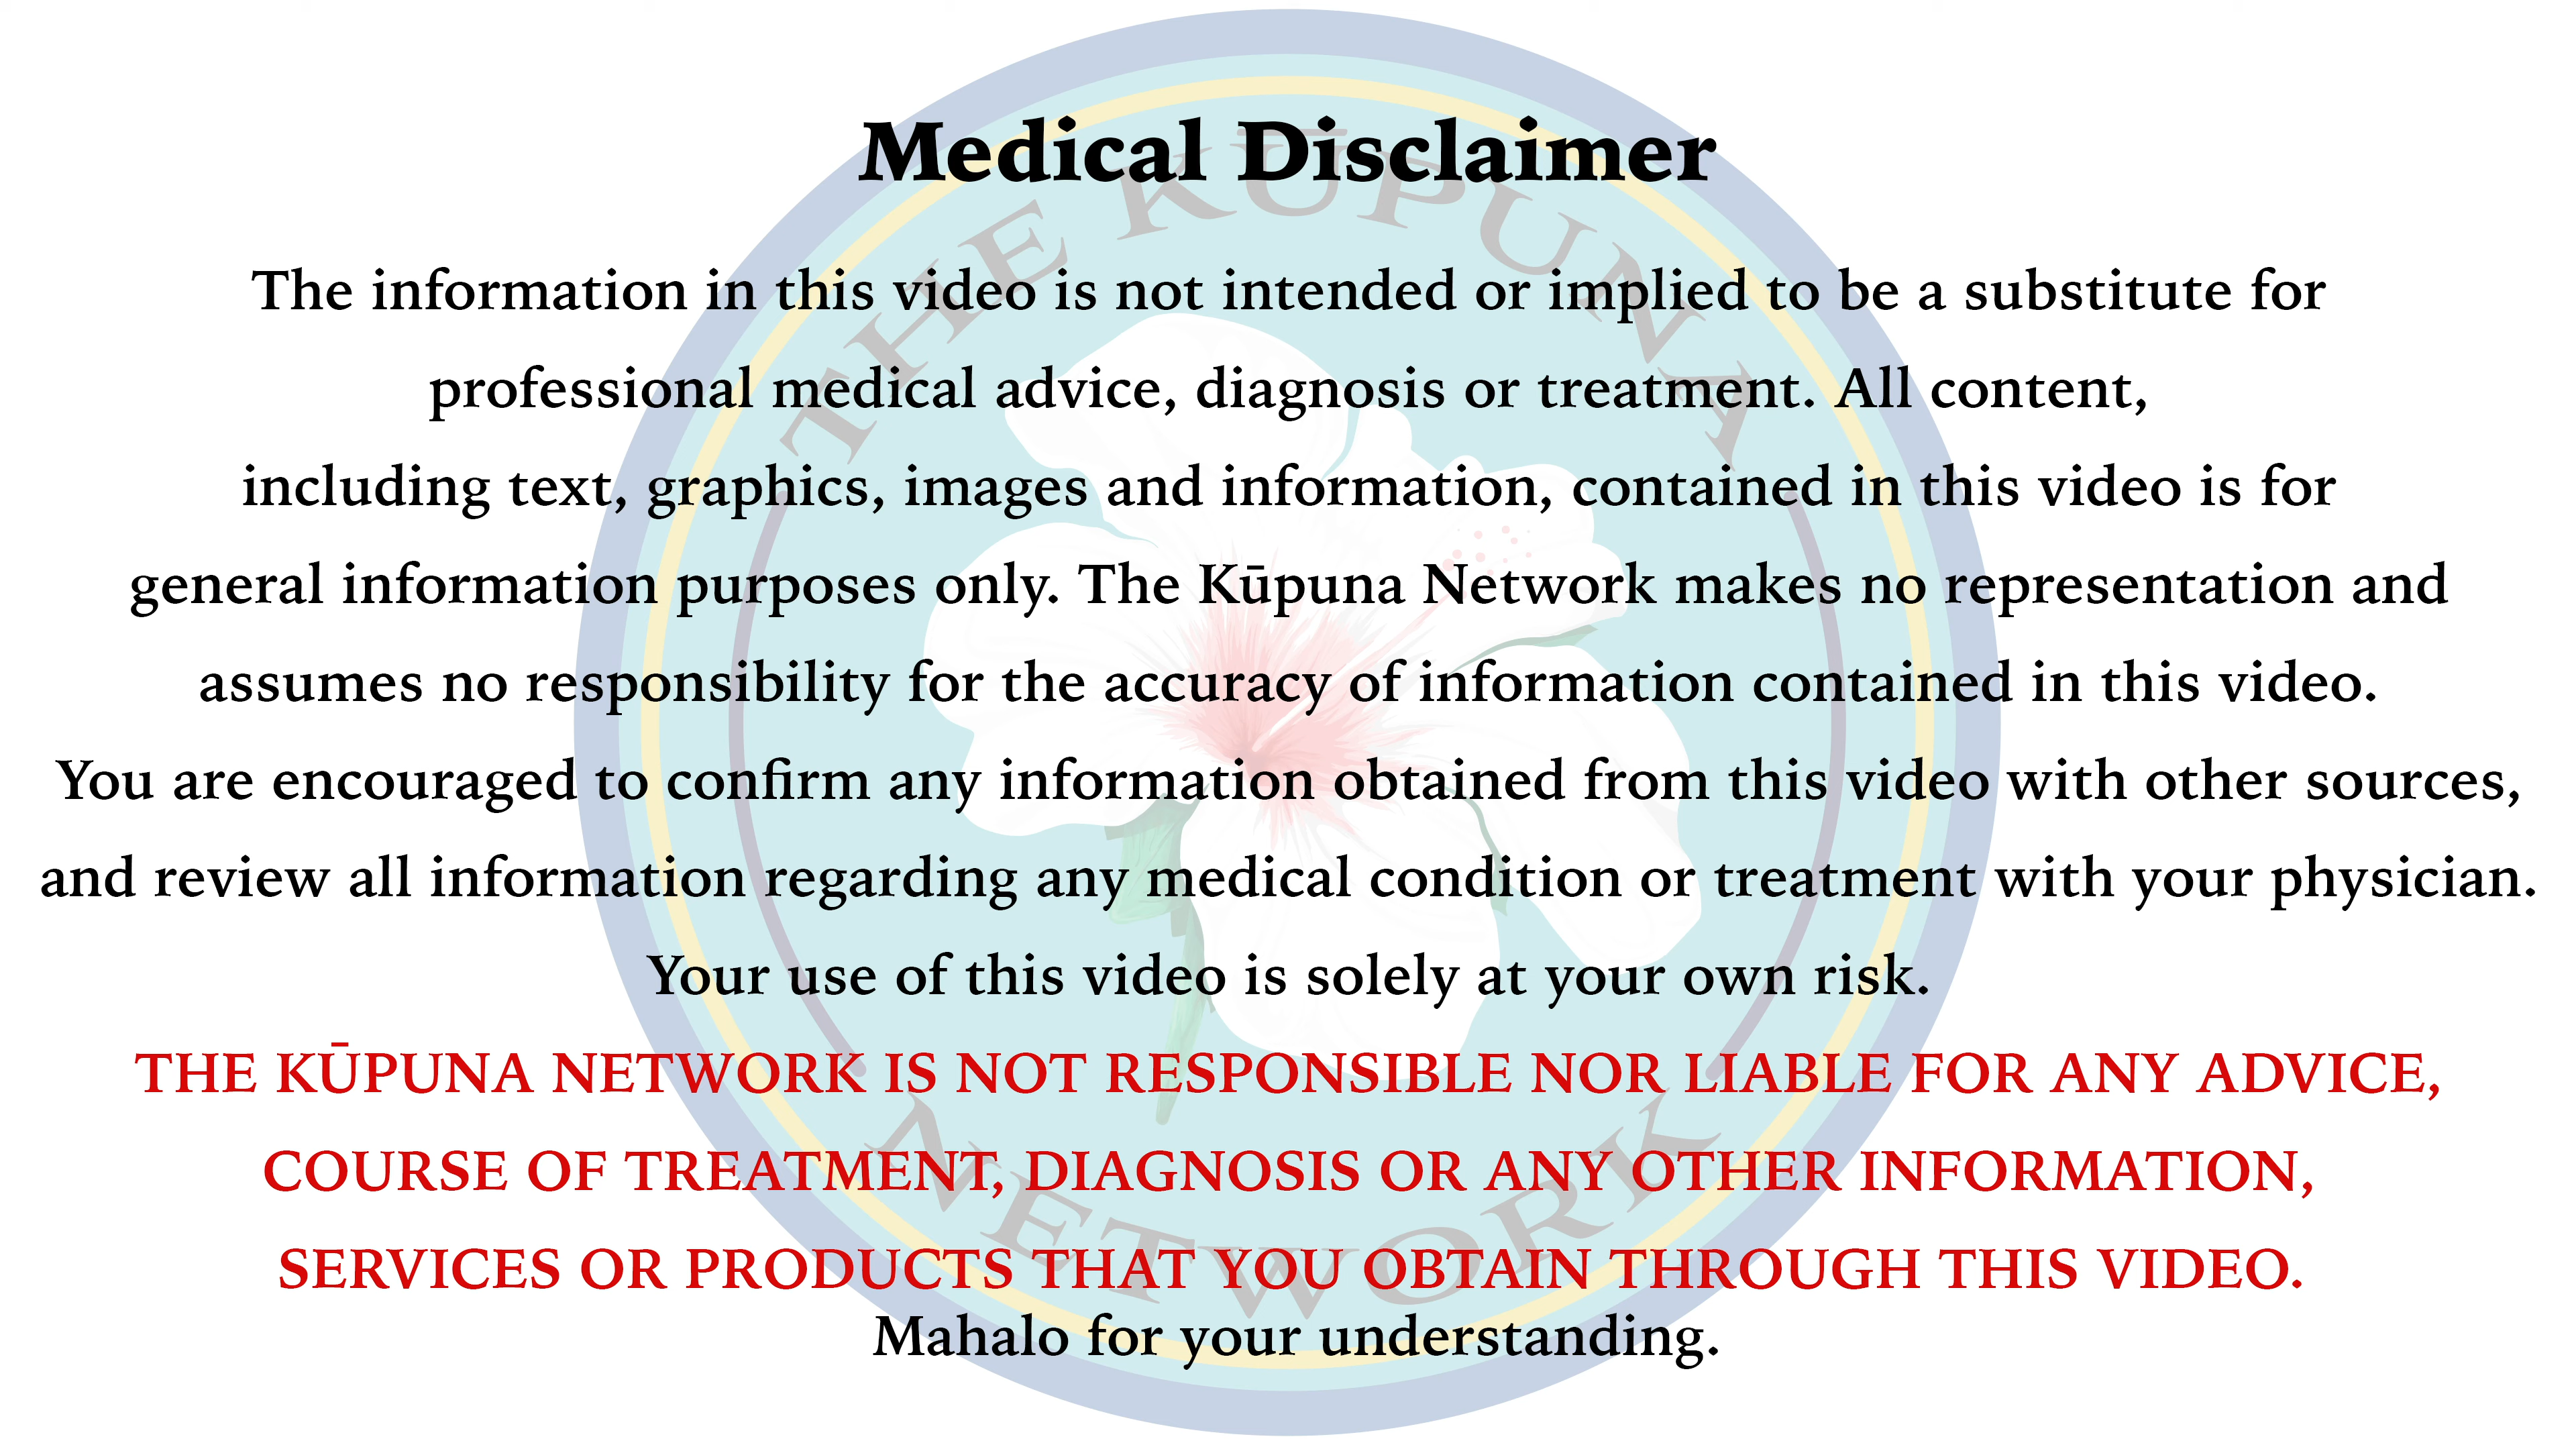 Medical Disclaimer
The information in this video is not intended or implied to be a substitute for
professional medical advice, diagnosis or treatment. All content,
including text, graphics, images and information, contained in this video is for
general information purposes only. The Kūpuna Network makes no representation and
assumes no responsibility for the accuracy of information contained in this video.
You are encouraged to confirm any information obtained from this video with other sources,
and review all information regarding any medical condition or treatment with your physician.
Your use of this video is solely at your own risk.
THE KŪPUNA NETWORK IS NOT RESPONSIBLE NOR LIABLE FOR ANY ADVICE,
COURSE OF TREATMENT, DIAGNOSIS OR ANY OTHER INFORMATION,
SERVICES OR PRODUCTS THAT YOU OBTAIN THROUGH THIS VIDEO.
Mahalo for your understanding.
THE KŪPUNA
NETWORK